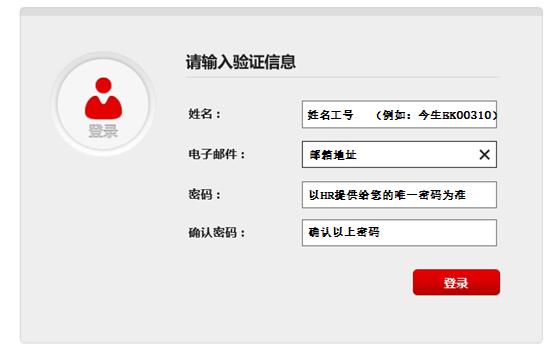 请输入验证信息
登录
姓名：
姓名工号 （例如：今生HK00310）
电子邮件：
邮箱地址
密码：
以HR提供给您的唯一密码为准
确认密码：
确认以上密码
登录